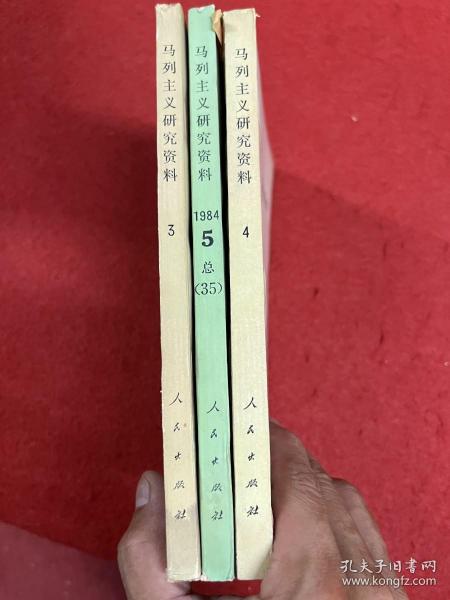 马列主义研究资料
3
人民出版社
马列主义研究资料
1984
5
总
(35)
人民出版社
马列主义研究资料
4
人民出版社
孔夫子旧书网
www.kongfz.com